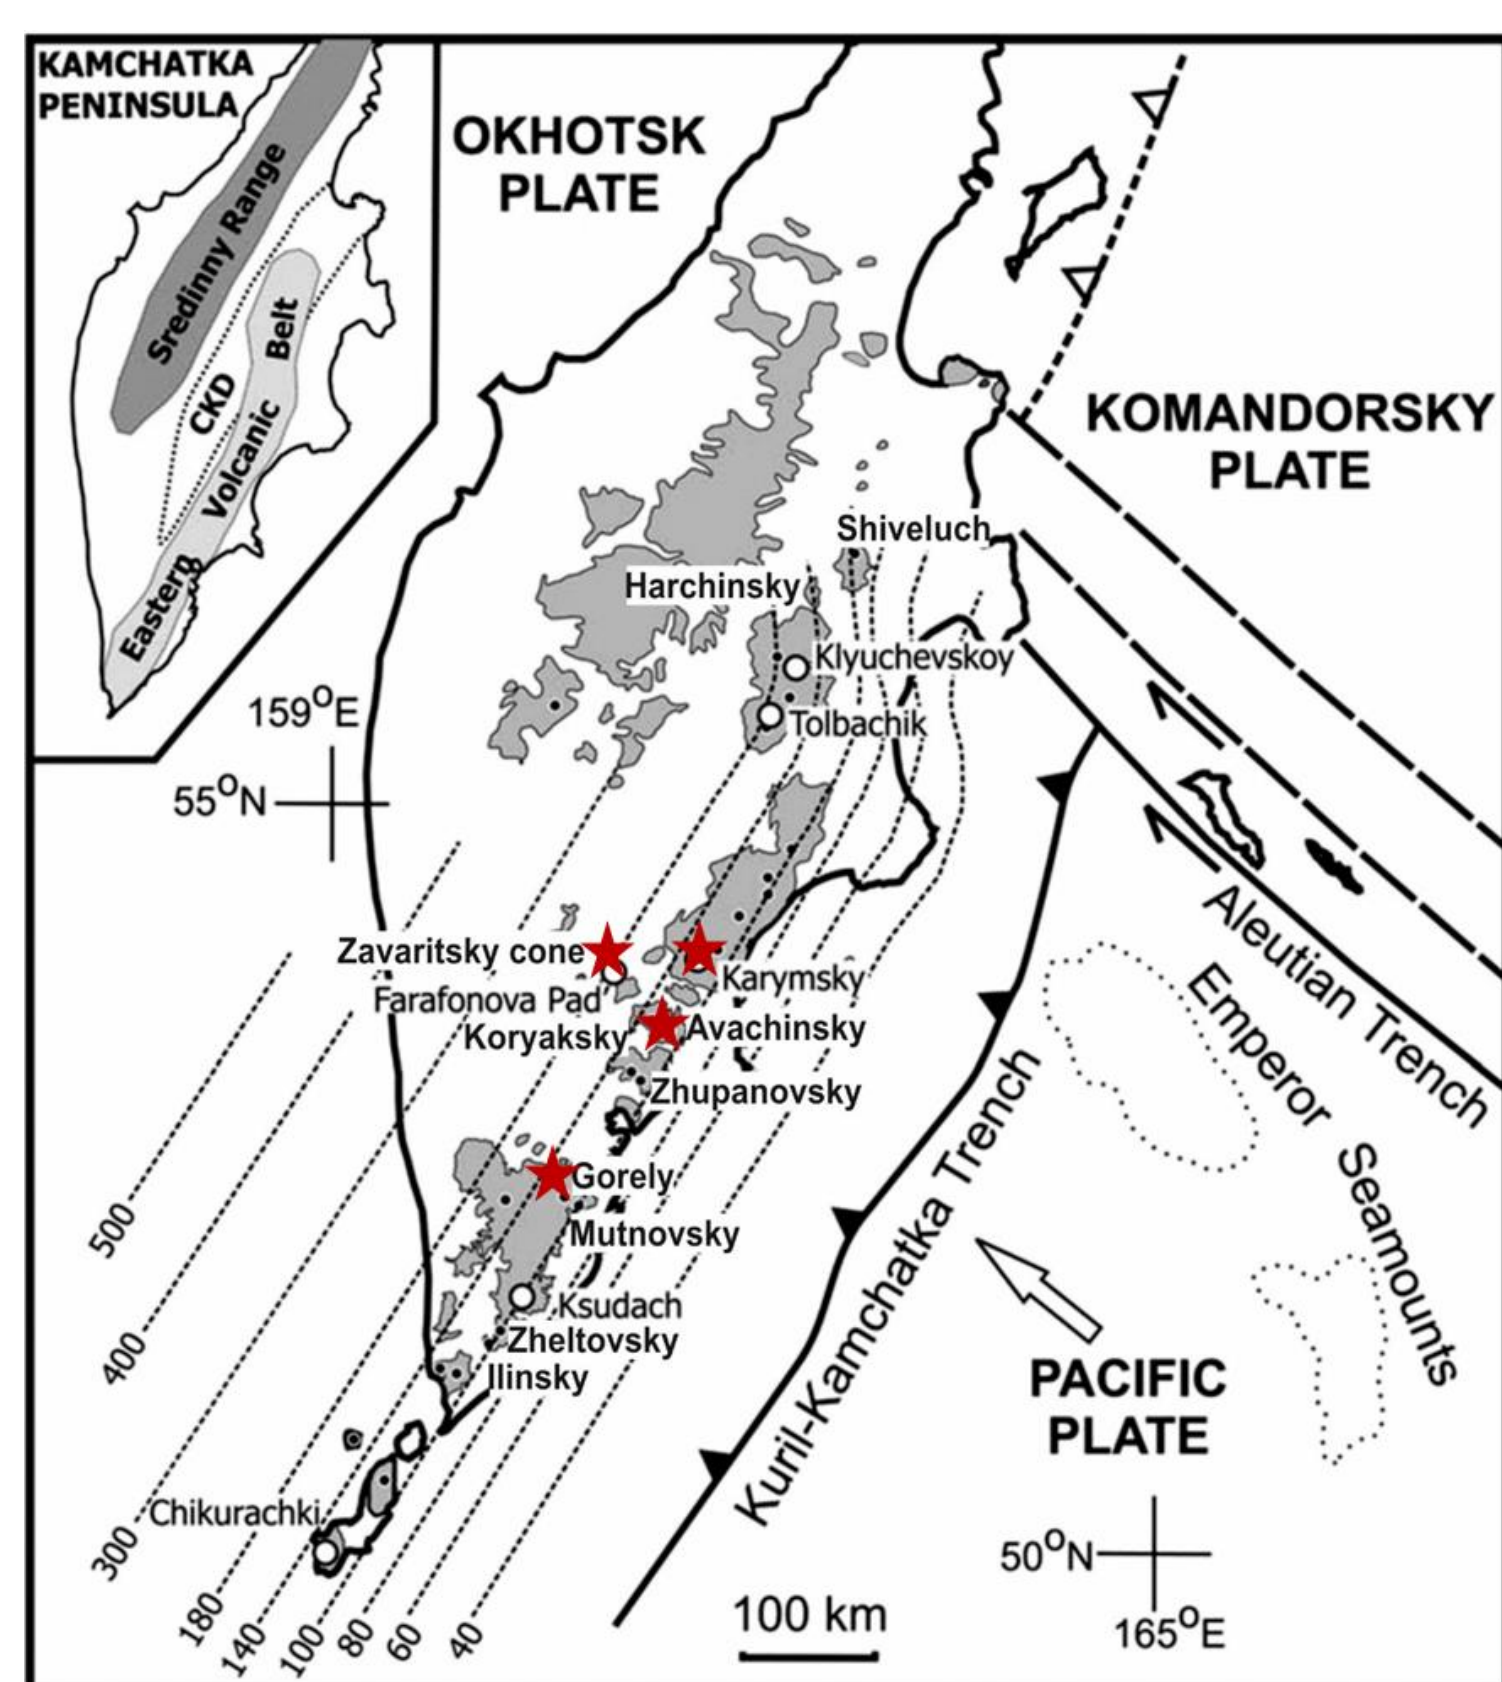 KAMCHATKA
PENINSULA
Sredinny Range
CKD
Eastern Volcanic Belt
OKHOTSK
PLATE
KOMANDORSKY
PLATE
Shiveluch
Harchinsky
Klyuchevskoy
Tolbachik
159°E
55°N
Zavaritsky cone
Farafonova Pad'
Karymsky
Koryaksky
Avachinsky
Zhupanovsky
Gorely
Mutnovsky
Ksudach
Zheltovsky
Ilinsky
Chikurachki
Aleutian Trench
Emperor Seamounts
Kuril-Kamchatka Trench
PACIFIC
PLATE
500
400
300
180
140
100
80
60
40
100 km
50°N
165°E